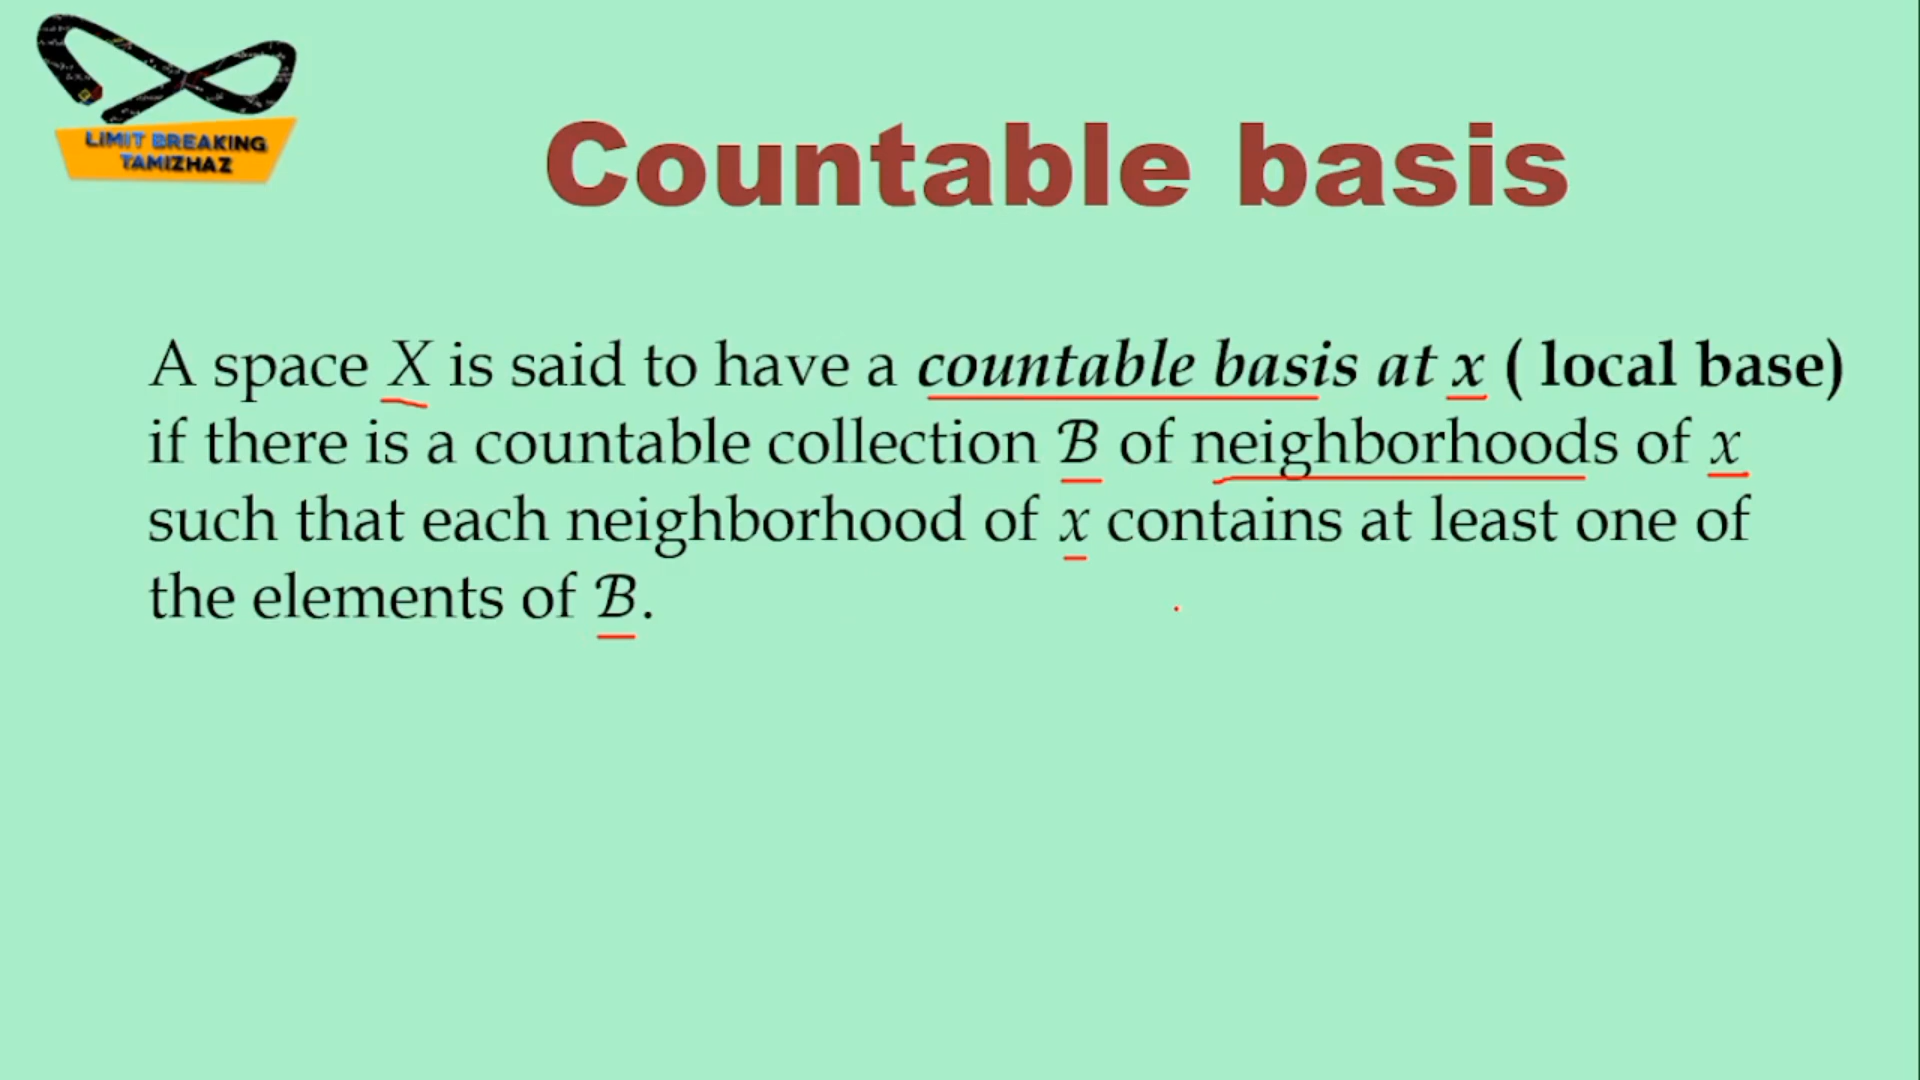 LIMIT BREAKING
TAMIZHAZ
Countable basis
A space X is said to have a countable basis at x ( local base)
if there is a countable collection ℬ of neighborhoods of x
such that each neighborhood of x contains at least one of
the elements of ℬ.